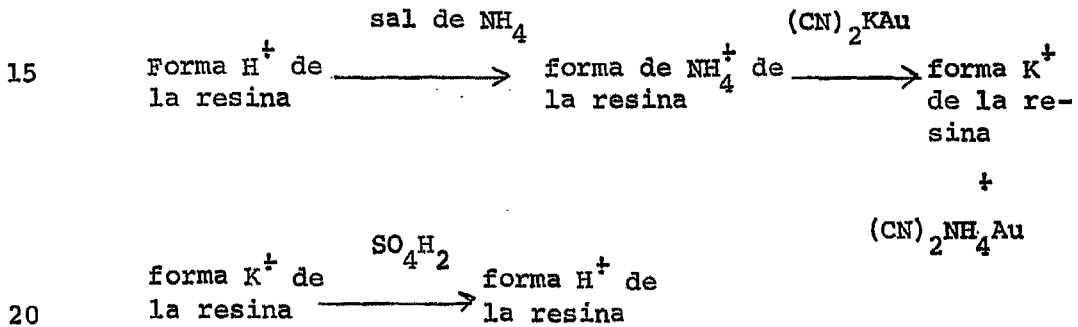 sal de NH4 (CN)2KAu
15 Forma H+ de ⟶ forma de NH4+ de ⟶ forma K+
la resina la resina de la re-
sina
+
(CN)2NH4Au
SO4H2
forma K+ de ⟶ forma H+ de
20 la resina la resina